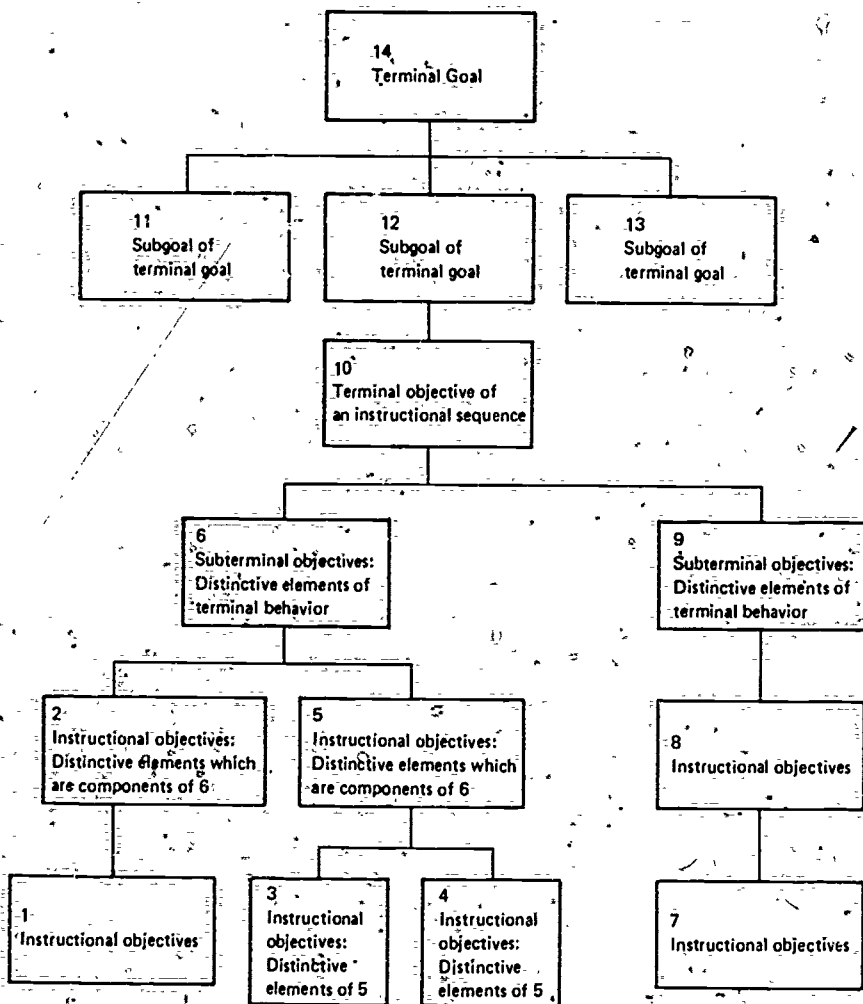 14
Terminal Goal
11
Subgoal of
terminal goal
12
Subgoal of
terminal goal
13
Subgoal of
terminal goal
10
Terminal objective of
an instructional sequence
6
Subterminal objectives:
Distinctive elements of
terminal behavior
9
Subterminal objectives:
Distinctive elements of
terminal behavior
2
Instructional objectives:
Distinctive elements which
are components of 6
5
Instructional objectives:
Distinctive elements which
are components of 6
8
Instructional objectives
1
Instructional objectives
3
Instructional
objectives:
Distinctive
elements of 5
4
Instructional
objectives:
Distinctive
elements of 5
7
Instructional objectives